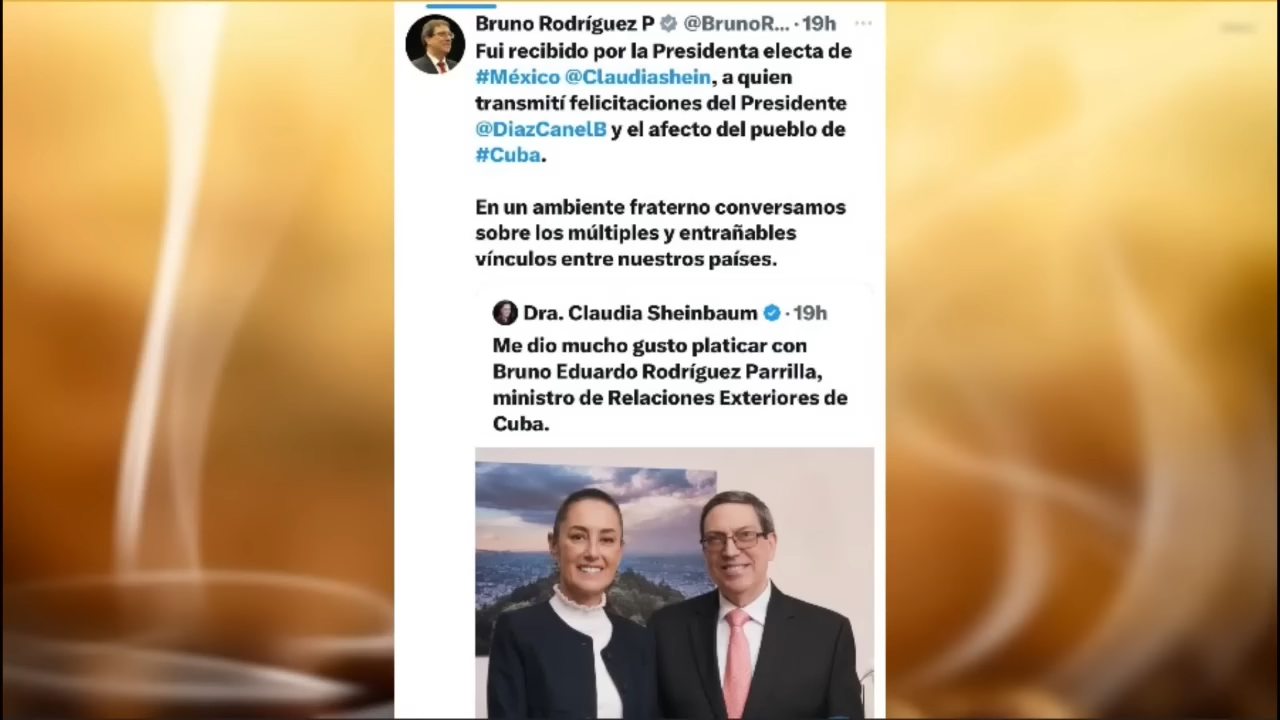 Bruno Rodríguez P @BrunoR... · 19h
Fui recibido por la Presidenta electa de
#México @Claudiashein, a quien
transmití felicitaciones del Presidente
@DiazCanelB y el afecto del pueblo de
#Cuba.
En un ambiente fraterno conversamos
sobre los múltiples y entrañables
vínculos entre nuestros países.
Dra. Claudia Sheinbaum · 19h
Me dio mucho gusto platicar con
Bruno Eduardo Rodríguez Parrilla,
ministro de Relaciones Exteriores de
Cuba.